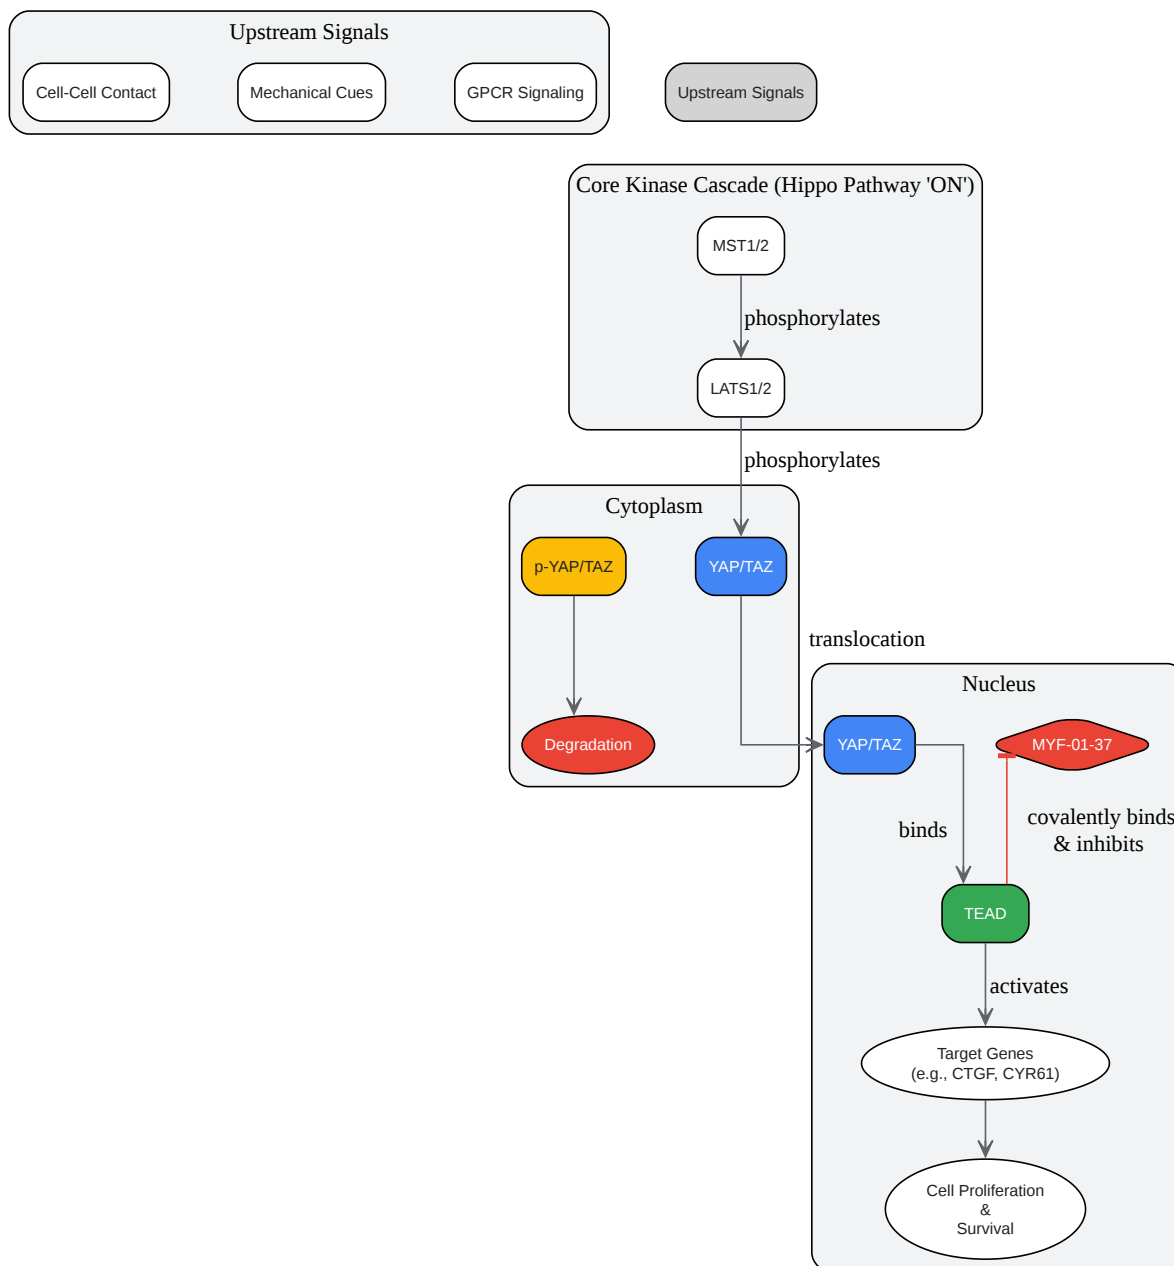 Upstream Signals
Cell-Cell Contact
Mechanical Cues
GPCR Signaling
Upstream Signals
Core Kinase Cascade (Hippo Pathway 'ON')
MST1/2
phosphorylates
LATS1/2
phosphorylates
Cytoplasm
p-YAP/TAZ
YAP/TAZ
translocation
Nucleus
Degradation
YAP/TAZ
MYF-01-37
binds
covalently binds
& inhibits
TEAD
activates
Target Genes
(e.g., CTGF, CYR61)
Cell Proliferation
&
Survival